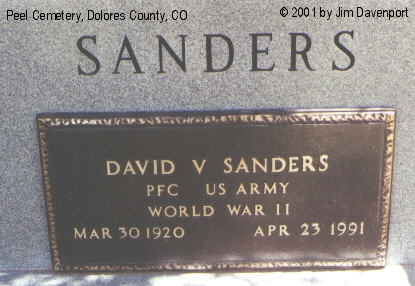 Peel Cemetery, Dolores County, CO © 2001 by Jim Davenport
SANDERS
DAVID V SANDERS
PFC US ARMY
WORLD WAR II
MAR 30 1920 APR 23 1991